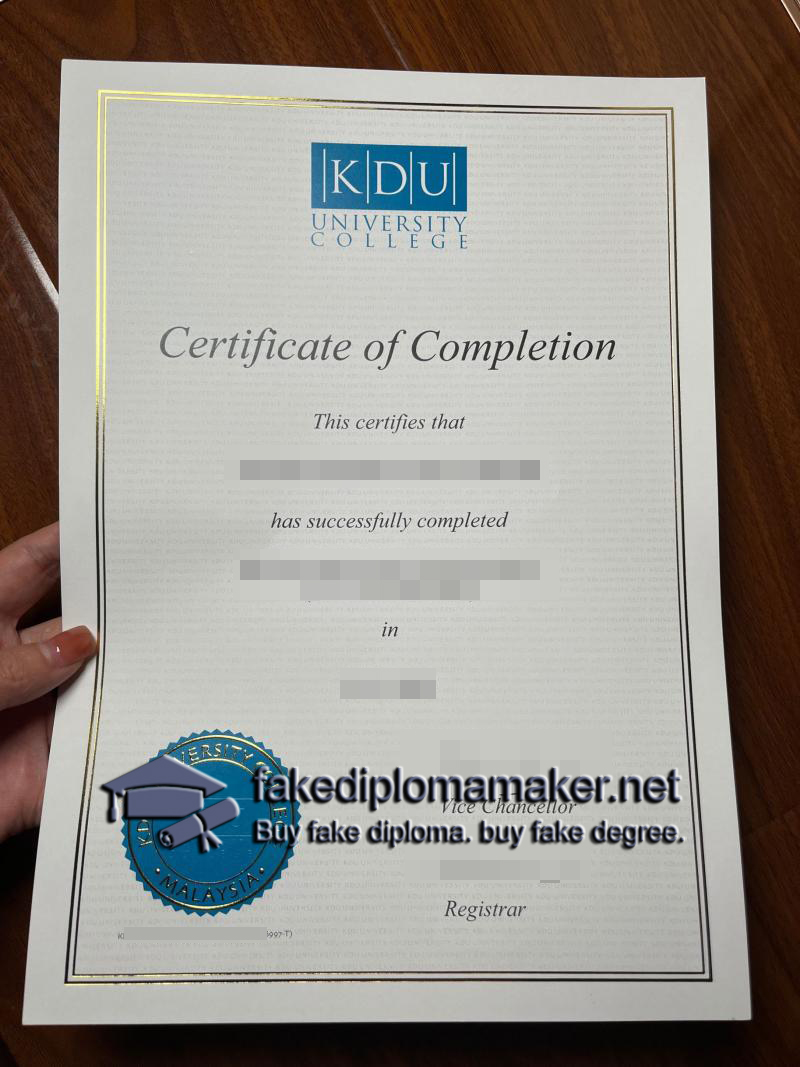 |K|D|U|
UNIVERSITY
COLLEGE
Certificate of Completion
This certifies that
has successfully completed
in
fakediplomamaker.net
Vice Chancellor
Buy fake diploma. buy fake degree.
MALAYSIA
Registrar